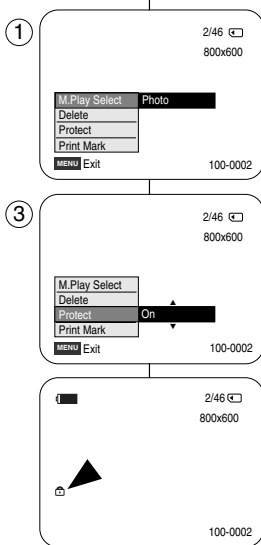 1
2/46
800x600
M.Play Select Photo
Delete
Protect
Print Mark
MENU Exit 100-0002
3
2/46
800x600
M.Play Select
Delete
Protect On
Print Mark
MENU Exit 100-0002
2/46
800x600
100-0002